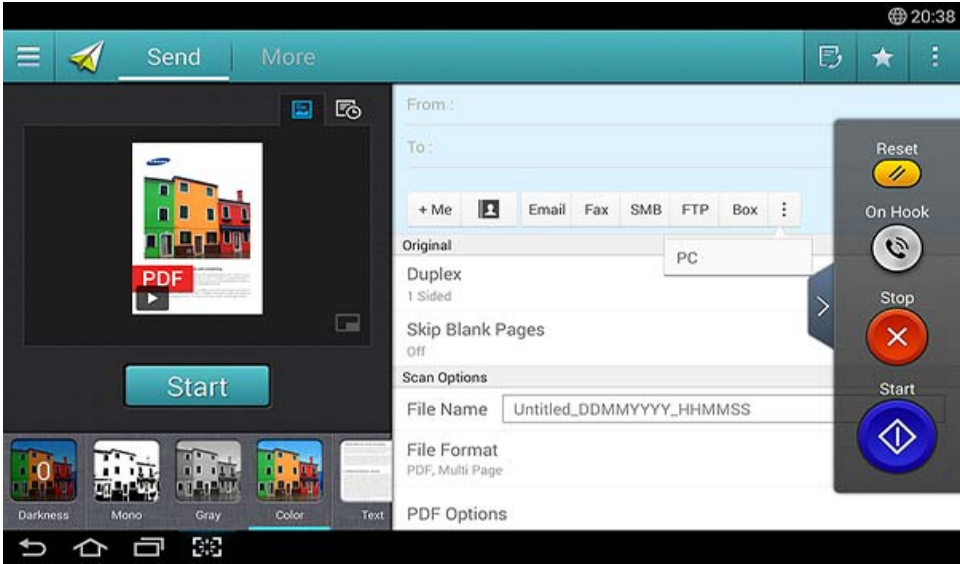 20:38
Send
More
From :
To :
+ Me
Email
Fax
SMB
FTP
Box
PC
Original
Duplex
1 Sided
Skip Blank Pages
Off
Scan Options
File Name
Untitled_DDMMYYYY_HHMMSS
File Format
PDF, Multi Page
PDF Options
PDF
Start
0
Darkness
Mono
Gray
Color
Text
Reset
On Hook
Stop
Start